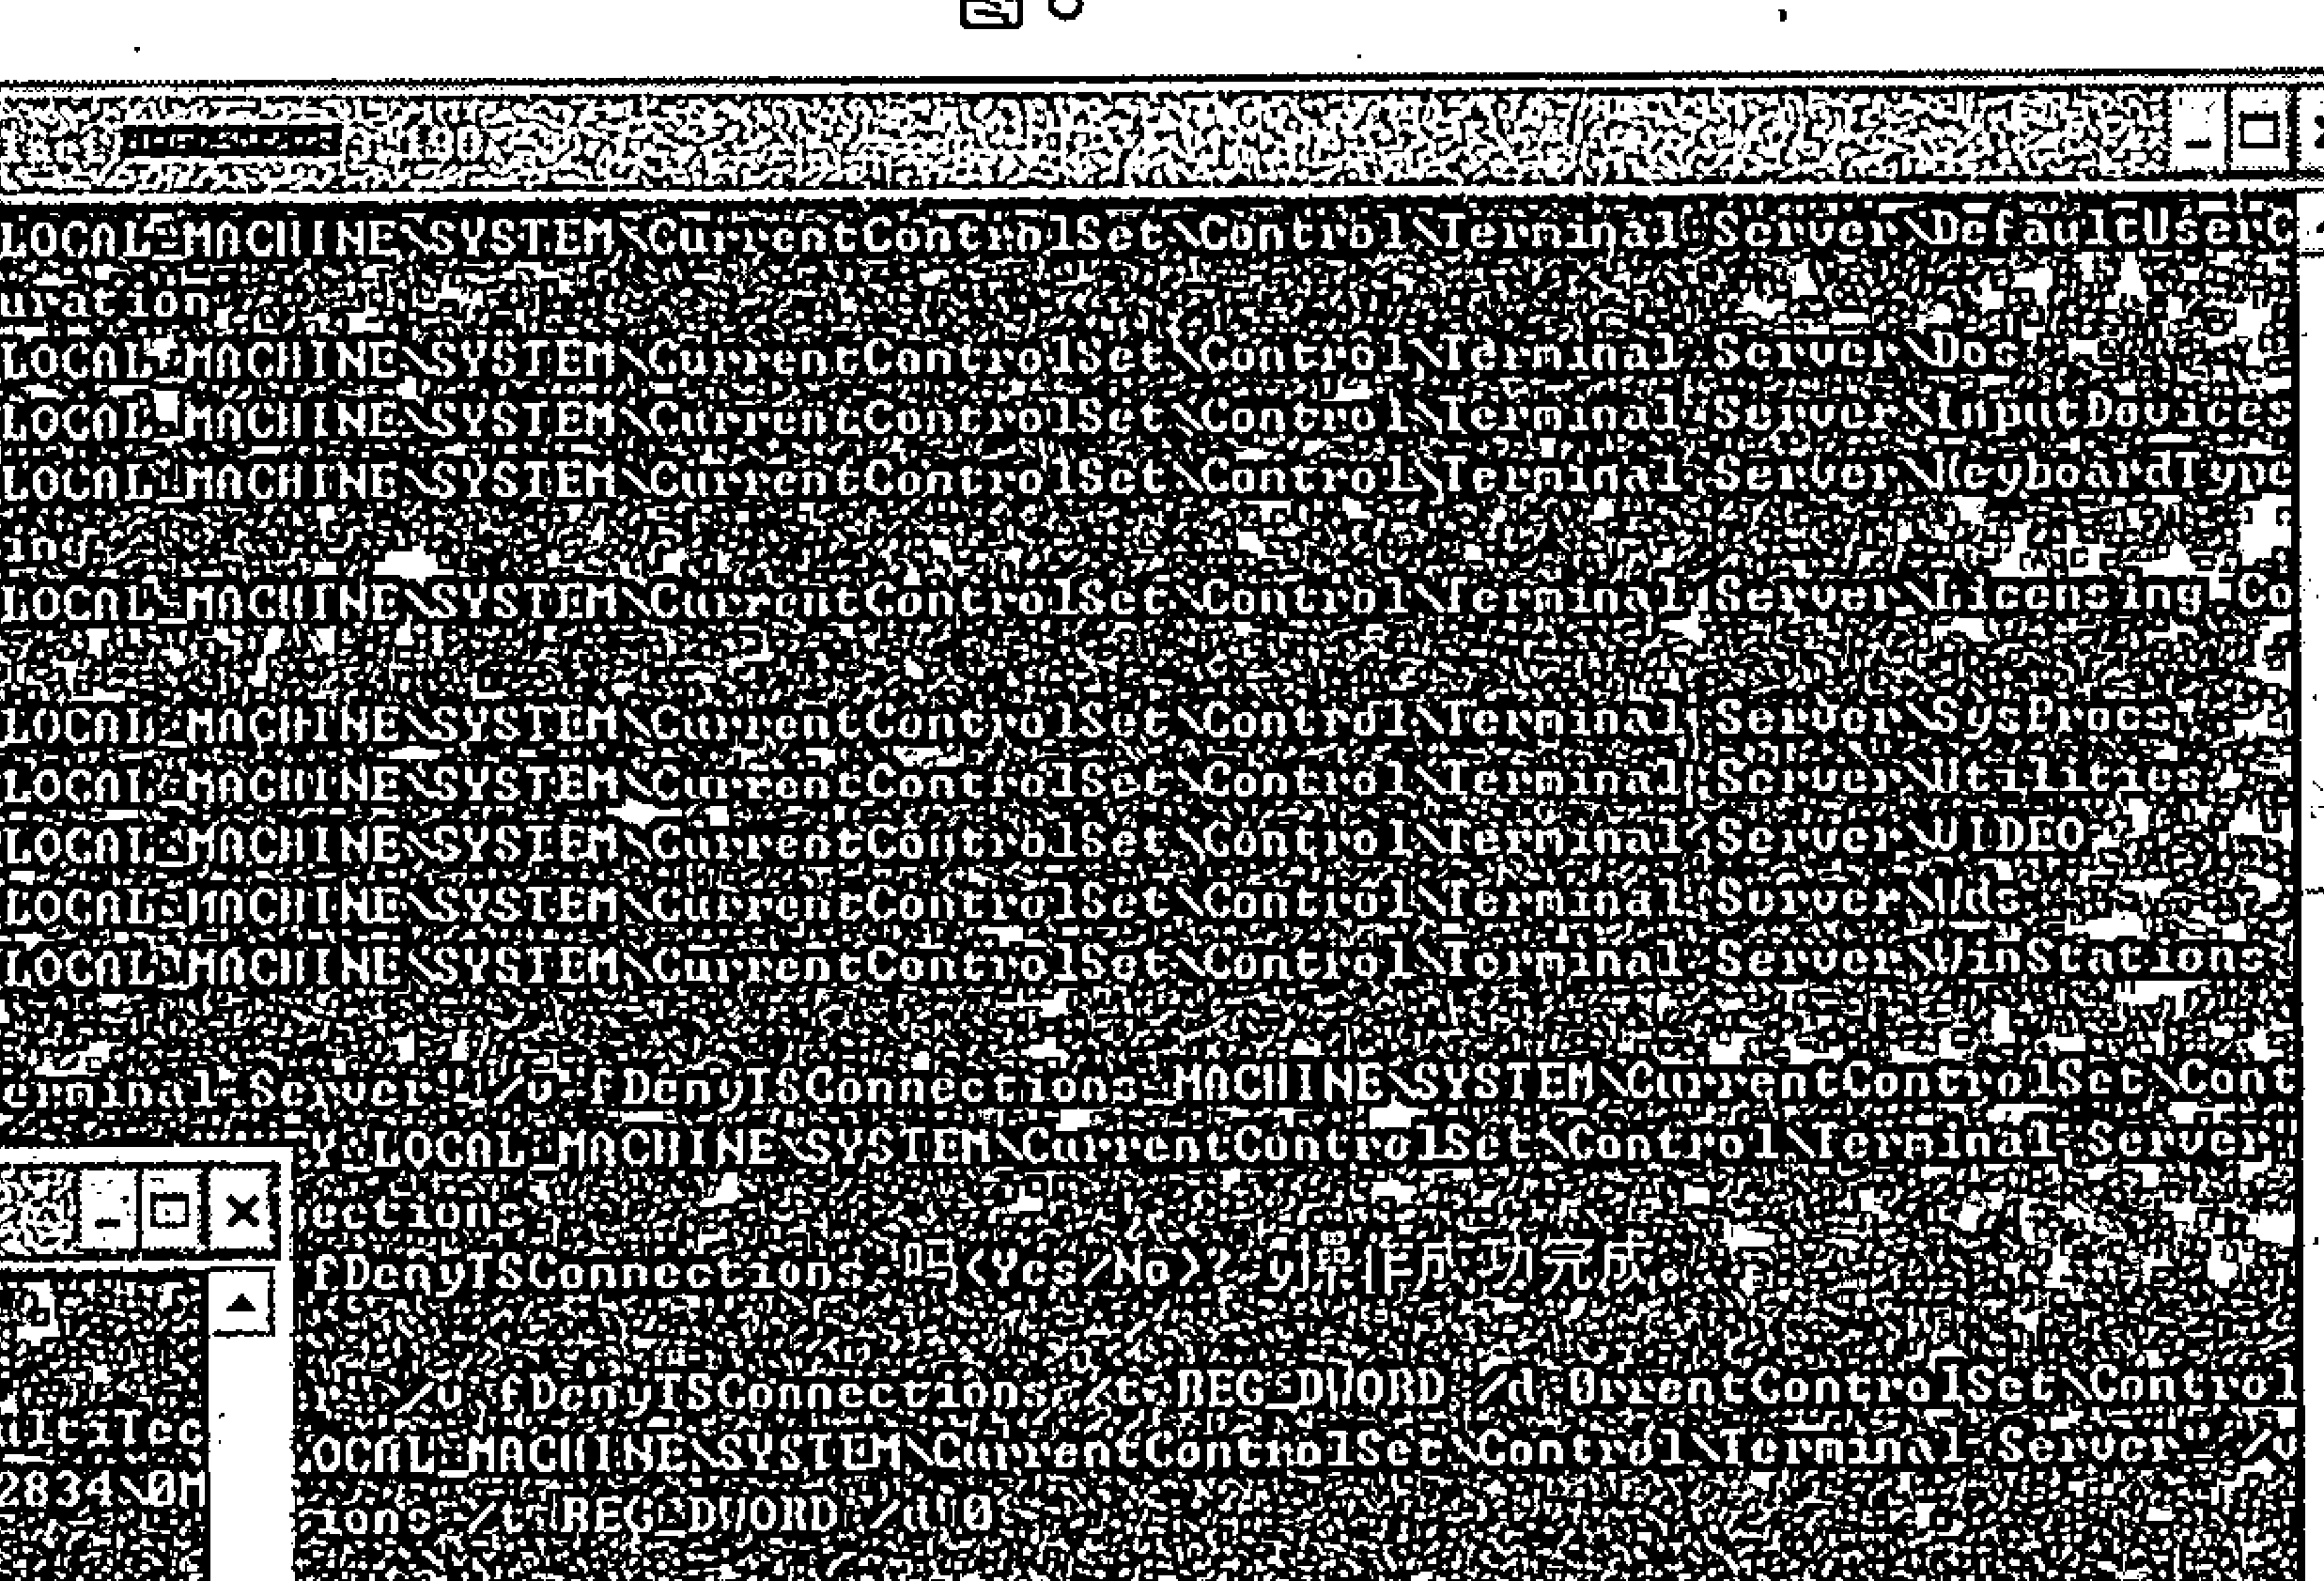 4190
LOCAL_MACHINE\SYSTEM\CurrentControlSet\Control\Terminal Server\DefaultUserC
uration
LOCAL_MACHINE\SYSTEM\CurrentControlSet\Control\Terminal Server\Dos
LOCAL_MACHINE\SYSTEM\CurrentControlSet\Control\Terminal Server\InputDevices
LOCAL_MACHINE\SYSTEM\CurrentControlSet\Control\Terminal Server\KeyboardType
ing
LOCAL_MACHINE\SYSTEM\CurrentControlSet\Control\Terminal Server\Licensing Co
LOCAL_MACHINE\SYSTEM\CurrentControlSet\Control\Terminal Server\SysProcs
LOCAL_MACHINE\SYSTEM\CurrentControlSet\Control\Terminal Server\Utilities
LOCAL_MACHINE\SYSTEM\CurrentControlSet\Control\Terminal Server\VIDEO
LOCAL_MACHINE\SYSTEM\CurrentControlSet\Control\Terminal Server\Wds
LOCAL_MACHINE\SYSTEM\CurrentControlSet\Control\Terminal Server\WinStations
erminal Server" /v fDenyTSConnections_MACHINE\SYSTEM\CurrentControlSet\Cont
Y_LOCAL_MACHINE\SYSTEM\CurrentControlSet\Control\Terminal Server"
ections
fDenyTSConnections 吗(Yes/No)? y操作成功完成。
r" /v fDenyTSConnections /t REG_DWORD /d 0rrentControlSet\Control
OCAL_MACHINE\SYSTEM\CurrentControlSet\Control\Terminal Server" /v
2834\0M
ions /t REG_DWORD /d 0